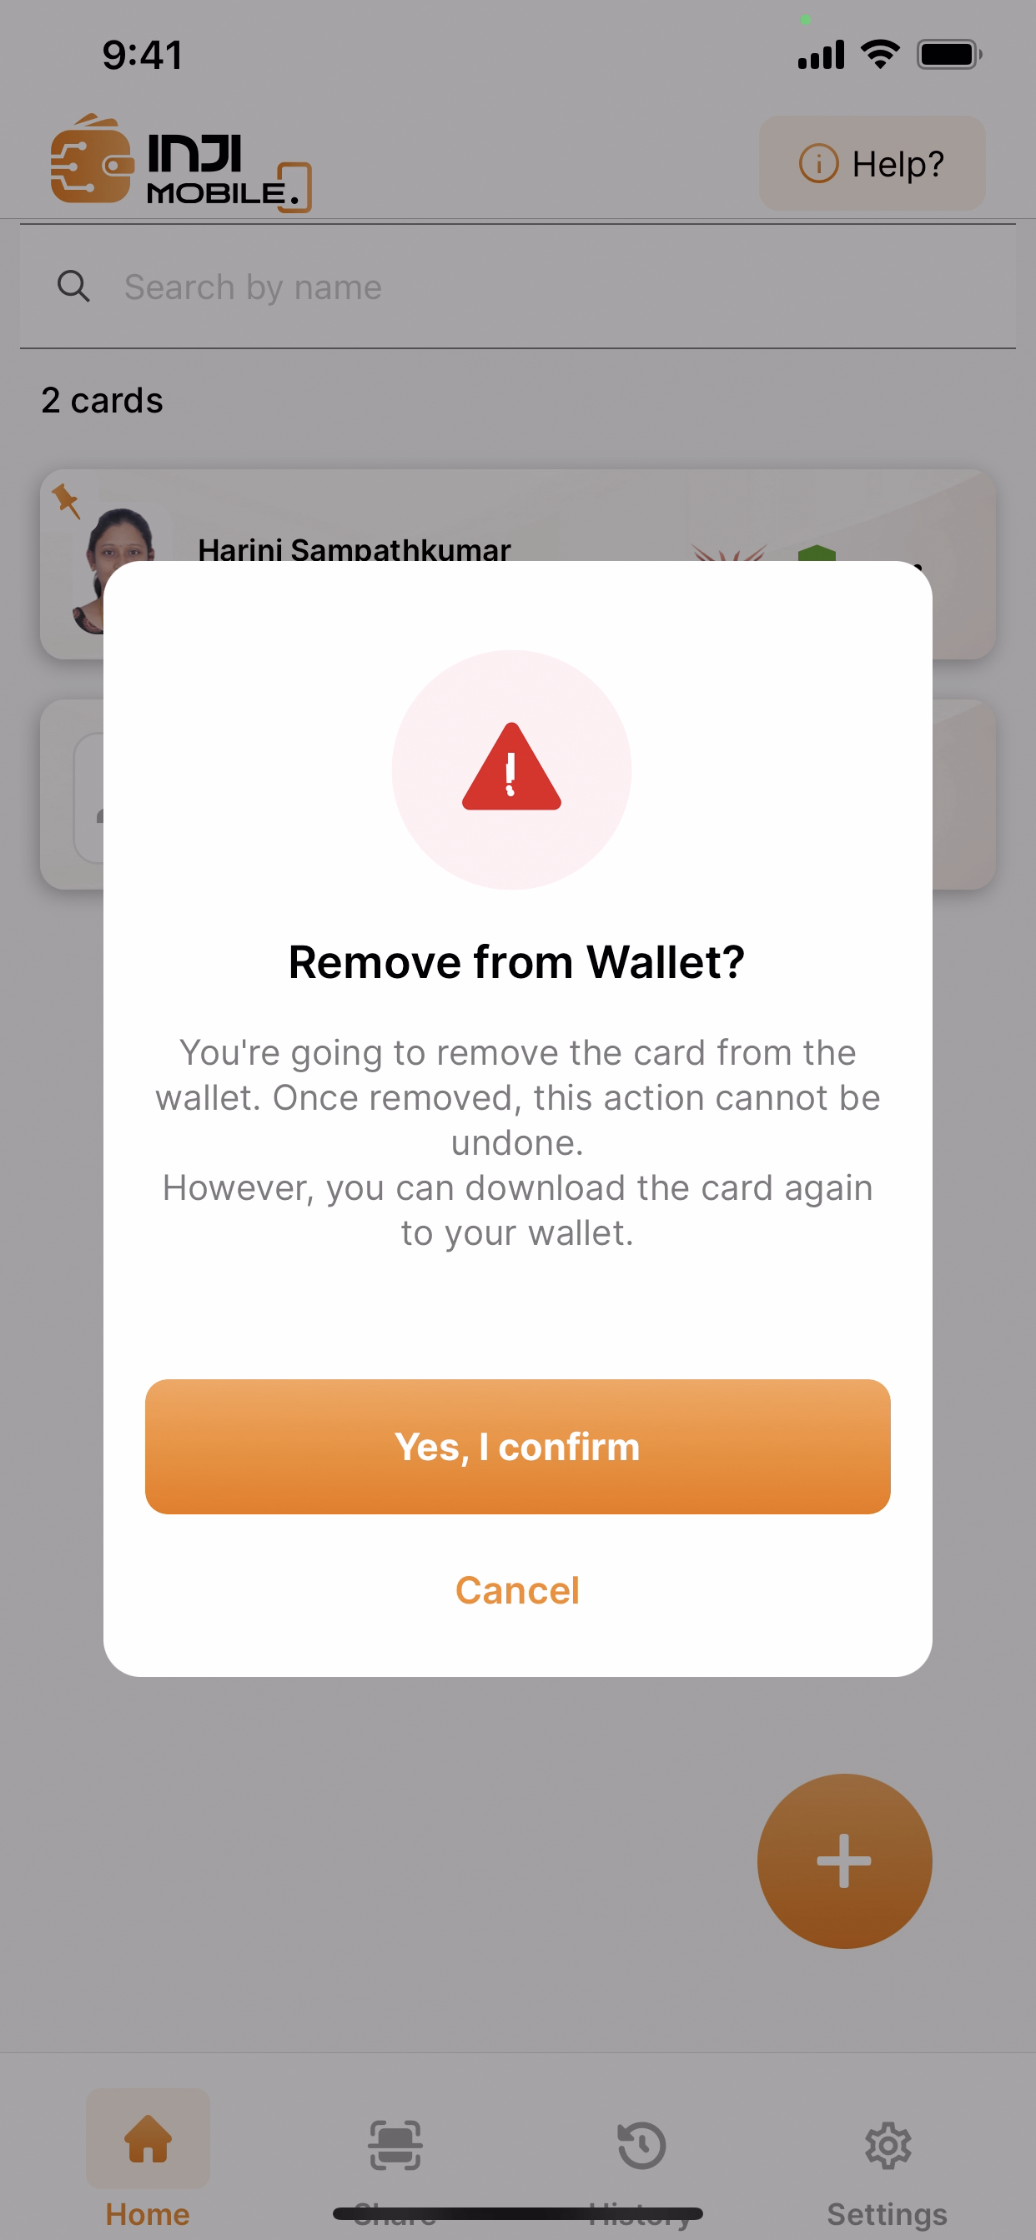 9:41
INJI
MOBILE.
Help?
Search by name
2 cards
Harini Sampathkumar
Remove from Wallet?
You're going to remove the card from the
wallet. Once removed, this action cannot be
undone.
However, you can download the card again
to your wallet.
Yes, I confirm
Cancel
Home
Share
History
Settings